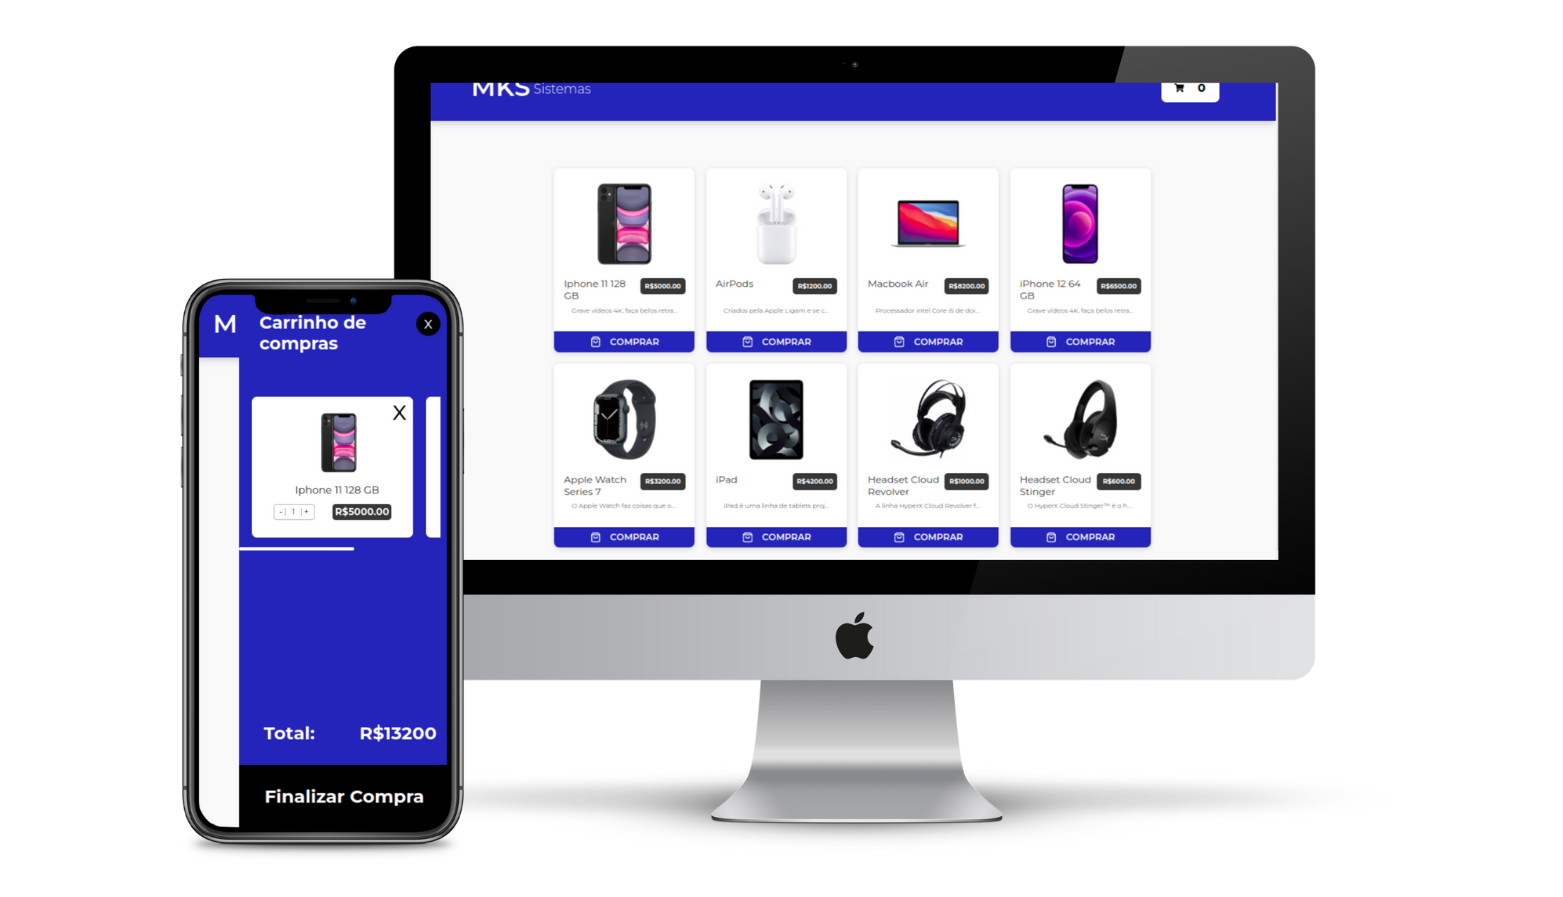 MKS Sistemas
0
Iphone 11 128
GB
R$5000.00
Grave vídeos 4K, faça belos retra...
COMPRAR
AirPods
R$1200.00
Criados pela Apple Ligam e se c...
COMPRAR
Macbook Air
R$8200.00
Processador intel Core i5 de doi...
COMPRAR
iPhone 12 64
GB
R$6500.00
Grave vídeos 4K, faça belos retra...
COMPRAR
Apple Watch
Series 7
R$3200.00
O Apple Watch faz coisas que o...
COMPRAR
iPad
R$4200.00
iPad é uma linha de tablets proj...
COMPRAR
Headset Cloud
Revolver
R$1000.00
A linha HyperX Cloud Revolver f...
COMPRAR
Headset Cloud
Stinger
R$600.00
O HyperX Cloud Stinger™ é o h...
COMPRAR
M
Carrinho de
compras
X
X
Iphone 11 128 GB
- | 1 | +
R$5000.00
Total: R$13200
Finalizar Compra